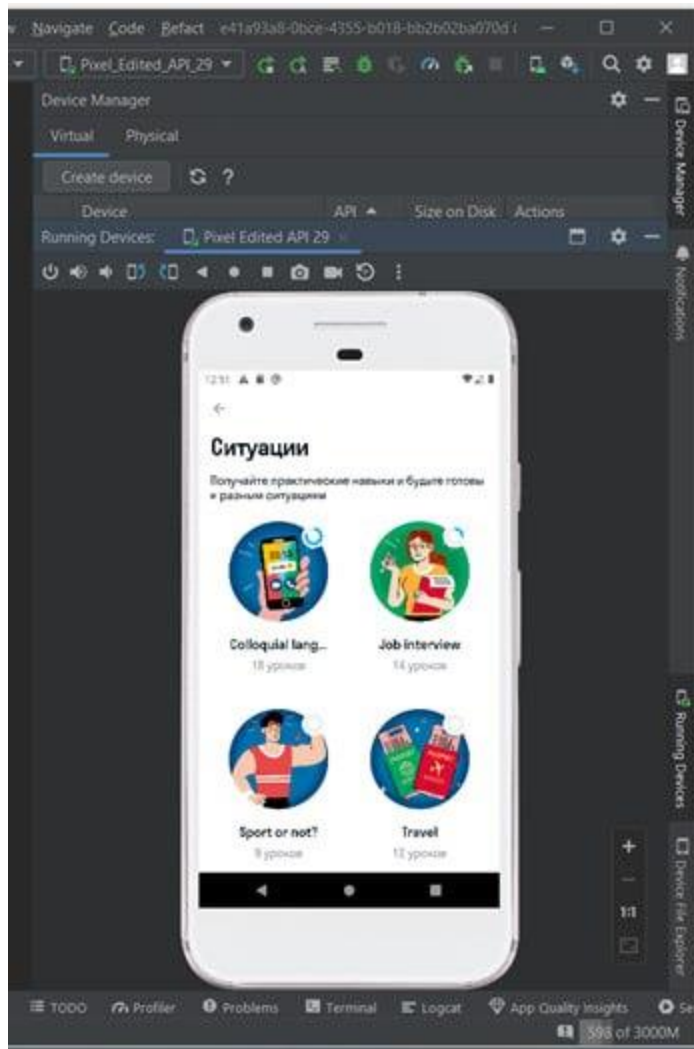 Navigate Code Refact e41a93a8-0bce-4355-b018-bb2b02ba070d
Pixel_Edited_API_29
Device Manager
Virtual Physical
Create device ?
Device API Size on Disk Actions
Running Devices: Pixel Edited API 29
12:51
Ситуации
Получайте практические навыки и будьте готовы
к разным ситуациям
Colloquial lang... Job interview
18 уроков 14 уроков
Sport or not? Travel
9 уроков 12 уроков
1:1
TODO Profiler Problems Terminal Logcat App Quality Insights Se
598 of 3000M
Device Manager
Notifications
Running Devices
Device File Explorer